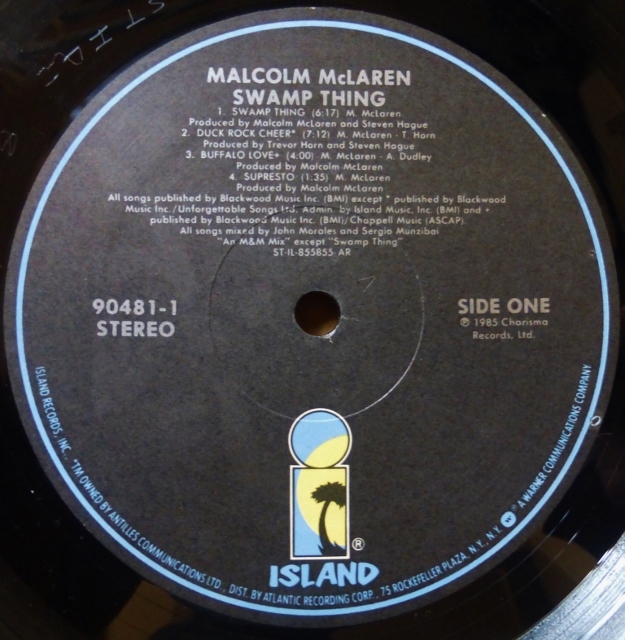 MALCOLM McLAREN
SWAMP THING
1. SWAMP THING (6:17) M. McLaren
Produced by Malcolm McLaren and Steven Hague
2. DUCK ROCK CHEER* (7:12) M. McLaren - T. Horn
Produced by Trevor Horn and Steven Hague
3. BUFFALO LOVE+ (4:00) M. McLaren - A. Dudley
Produced by Malcolm McLaren
4. SUPRESTO (1:35) M. McLaren
Produced by Malcolm McLaren
All songs published by Blackwood Music Inc. (BMI) except * published by Blackwood
Music Inc./Unforgettable Songs Ltd. Admin. by Island Music, Inc. (BMI) and +
published by Blackwood Music Inc. (BMI)/Chappell Music (ASCAP).
All songs mixed by John Morales and Sergio Munzibai
"An M&M Mix" except "Swamp Thing"
ST-IL-855855 AR
90481-1
STEREO
SIDE ONE
℗ 1985 Charisma
Records, Ltd.
®
ISLAND
ISLAND RECORDS, INC., *TM OWNED BY ANTILLES COMMUNICATIONS LTD., DIST. BY ATLANTIC RECORDING CORP., 75 ROCKEFELLER PLAZA, N.Y., N.Y. ® A WARNER COMMUNICATIONS COMPANY